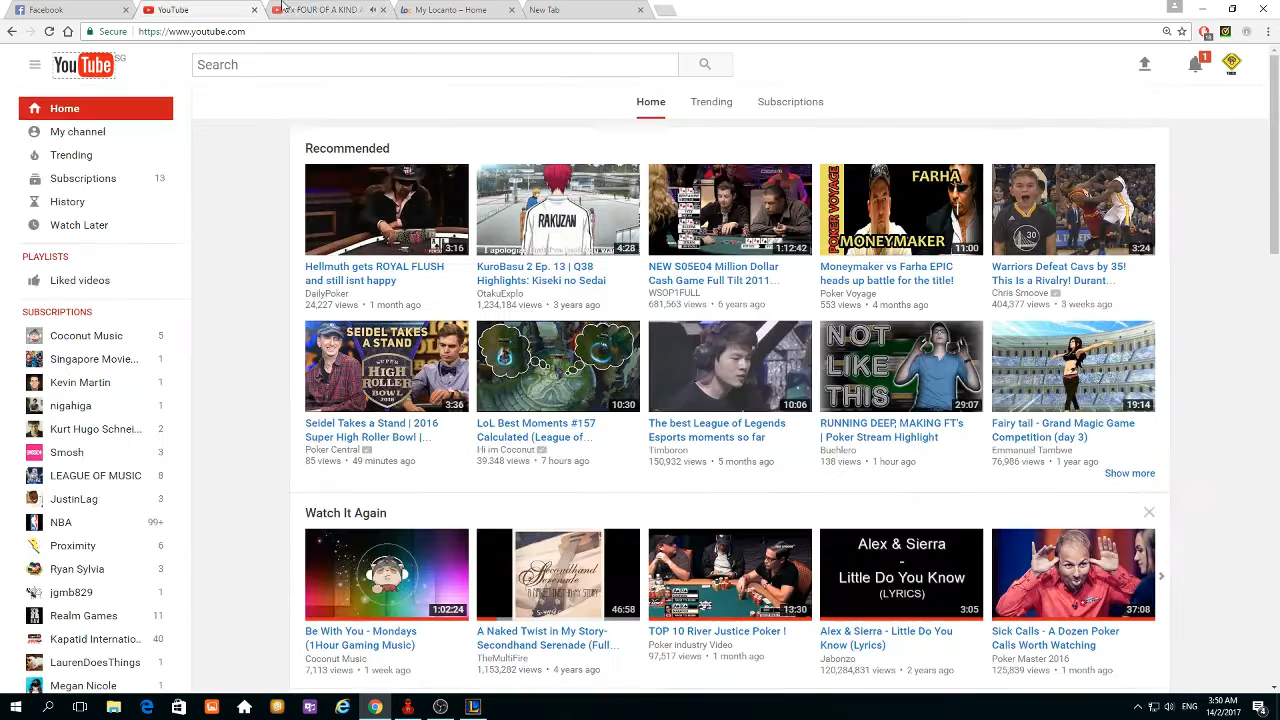 Facebook
YouTube
FOUR OF A KIND A
My Locanto – Home
New Tab
Secure
https://www.youtube.com
YouTube SG
Search
1
Home
Trending
Subscriptions
Home
My channel
Trending
Subscriptions 13
History
Watch Later
PLAYLISTS
Liked videos
SUBSCRIPTIONS
Coconut Music 5
Singapore Movie... 1
Kevin Martin 1
nigahiga 1
Kurt Hugo Schnei... 2
Smosh 3
LEAGUE OF MUSIC 8
JustinLag 3
NBA 99+
Proximity 6
Ryan Sylvia 3
jgmb829 1
Realm Games 11
Kapatid Internatio... 40
LaurenDoesThings 3
Megan Nicole 2
Recommended
3:16
RAKUZAN
4:28
1:12:42
POKER VOYAGE
FARHA
MONEYMAKER
11:00
30
3:24
Hellmuth gets ROYAL FLUSH
and still isnt happy
DailyPoker
24,227 views • 1 month ago
KuroBasu 2 Ep. 13 | Q38
Highlights: Kiseki no Sedai
OtakuExplo
1,234,184 views • 3 years ago
NEW S05E04 Million Dollar
Cash Game Full Tilt 2011...
WSOP1FULL
681,563 views • 6 years ago
Moneymaker vs Farha EPIC
heads up battle for the title!
Poker Voyage
553 views • 4 months ago
Warriors Defeat Cavs by 35!
This Is a Rivalry! Durant...
Chris Smoove
404,377 views • 3 weeks ago
SEIDEL TAKES
A STAND
SUPER
HIGH
ROLLER
BOWL
3:36
10:30
10:06
NOT
LIKE
THIS
29:07
19:14
Seidel Takes a Stand | 2016
Super High Roller Bowl |...
Poker Central
85 views • 49 minutes ago
LoL Best Moments #157
Calculated (League of...
Hi im Coconut
39,348 views • 7 hours ago
The best League of Legends
Esports moments so far
Timboron
150,932 views • 5 months ago
RUNNING DEEP, MAKING FT's
| Poker Stream Highlight
Buehlero
138 views • 1 hour ago
Fairy tail - Grand Magic Game
Competition (day 3)
Emmanuel Tambwe
76,986 views • 1 year ago
Show more
Watch It Again
1:02:24
Secondhand
Serenade
46:58
13:30
Alex & Sierra
-
Little Do You Know
(LYRICS)
3:05
37:08
Be With You - Mondays
(1Hour Gaming Music)
Coconut Music
7,113 views • 1 week ago
A Naked Twist in My Story-
Secondhand Serenade (Full...
TheMultiFire
1,153,282 views • 4 years ago
TOP 10 River Justice Poker !
Poker industry Video
97,517 views • 1 month ago
Alex & Sierra - Little Do You
Know (Lyrics)
Jabonzo
120,284,831 views • 2 years ago
Sick Calls - A Dozen Poker
Calls Worth Watching
Poker Master 2016
125,839 views • 1 month ago
ENG
3:50 AM
14/2/2017